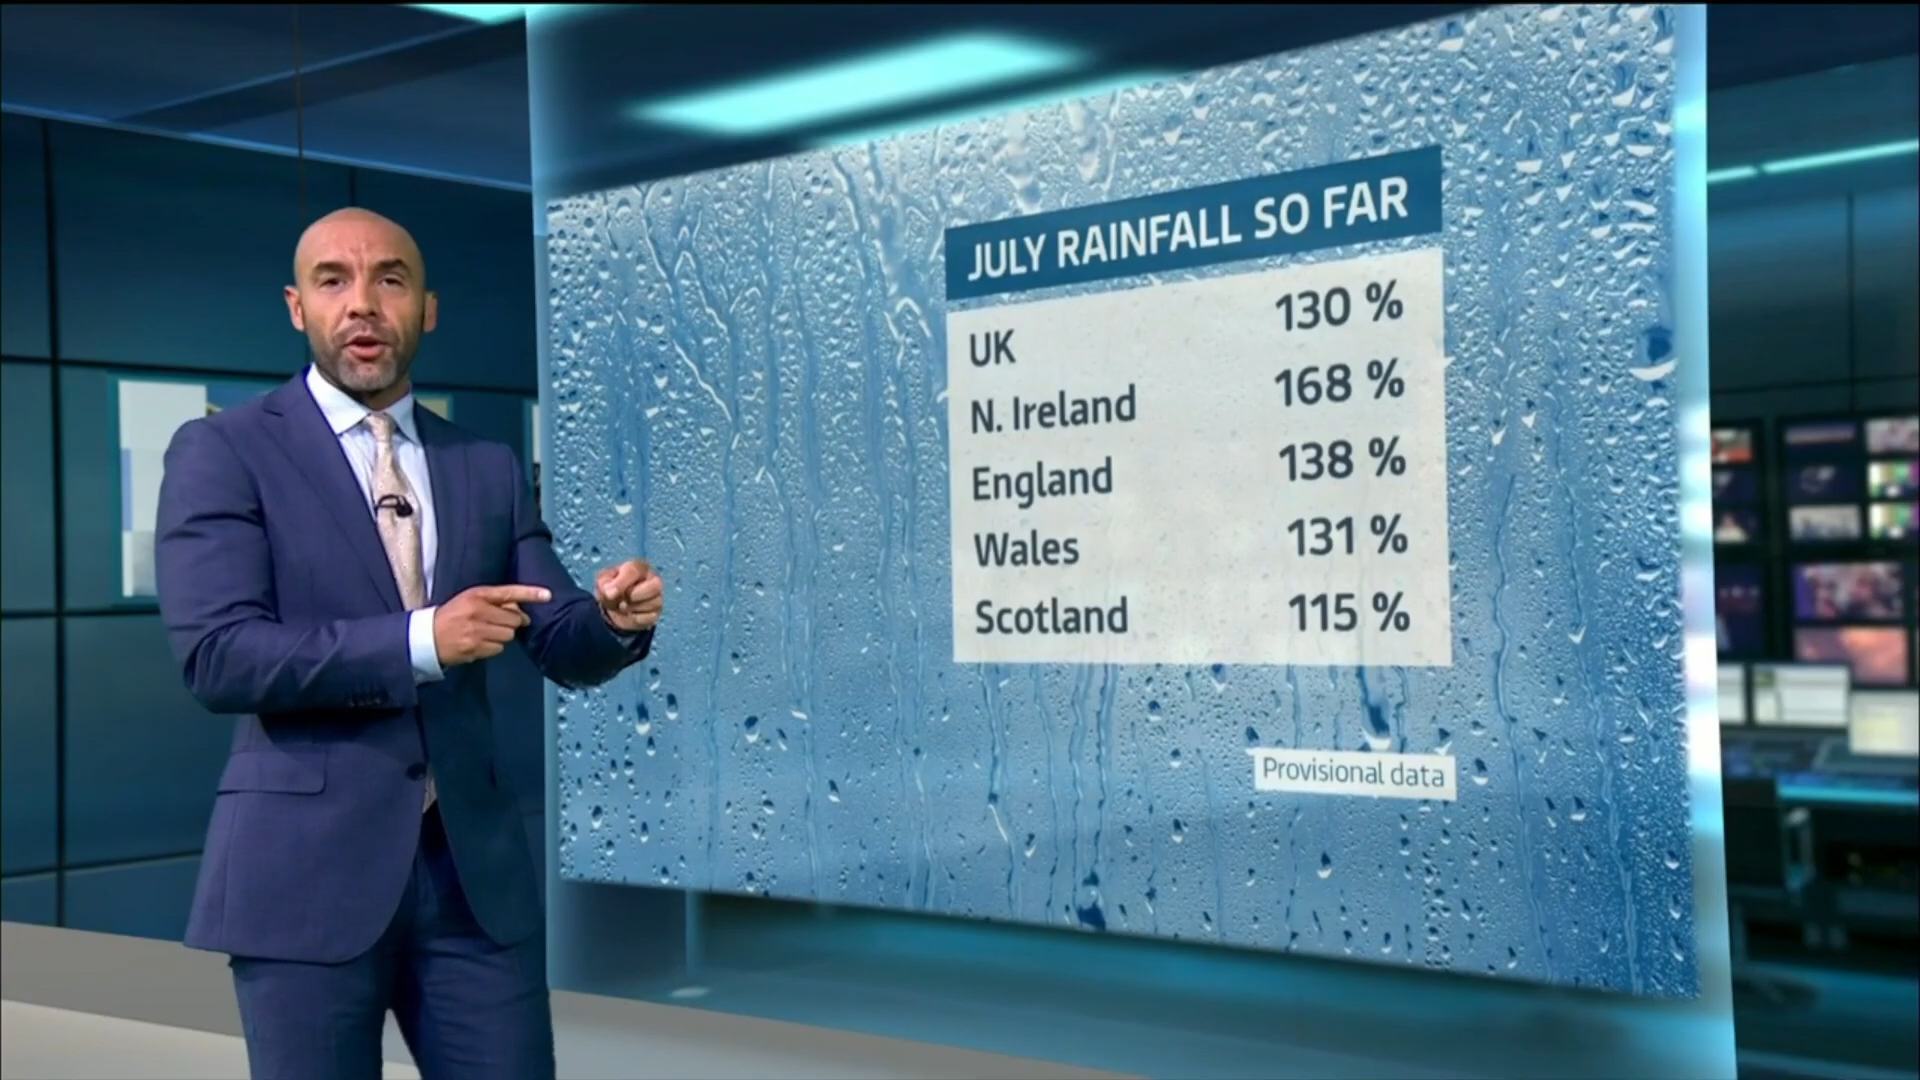 JULY RAINFALL SO FAR
UK 130 %
N. Ireland 168 %
England 138 %
Wales 131 %
Scotland 115 %
Provisional data